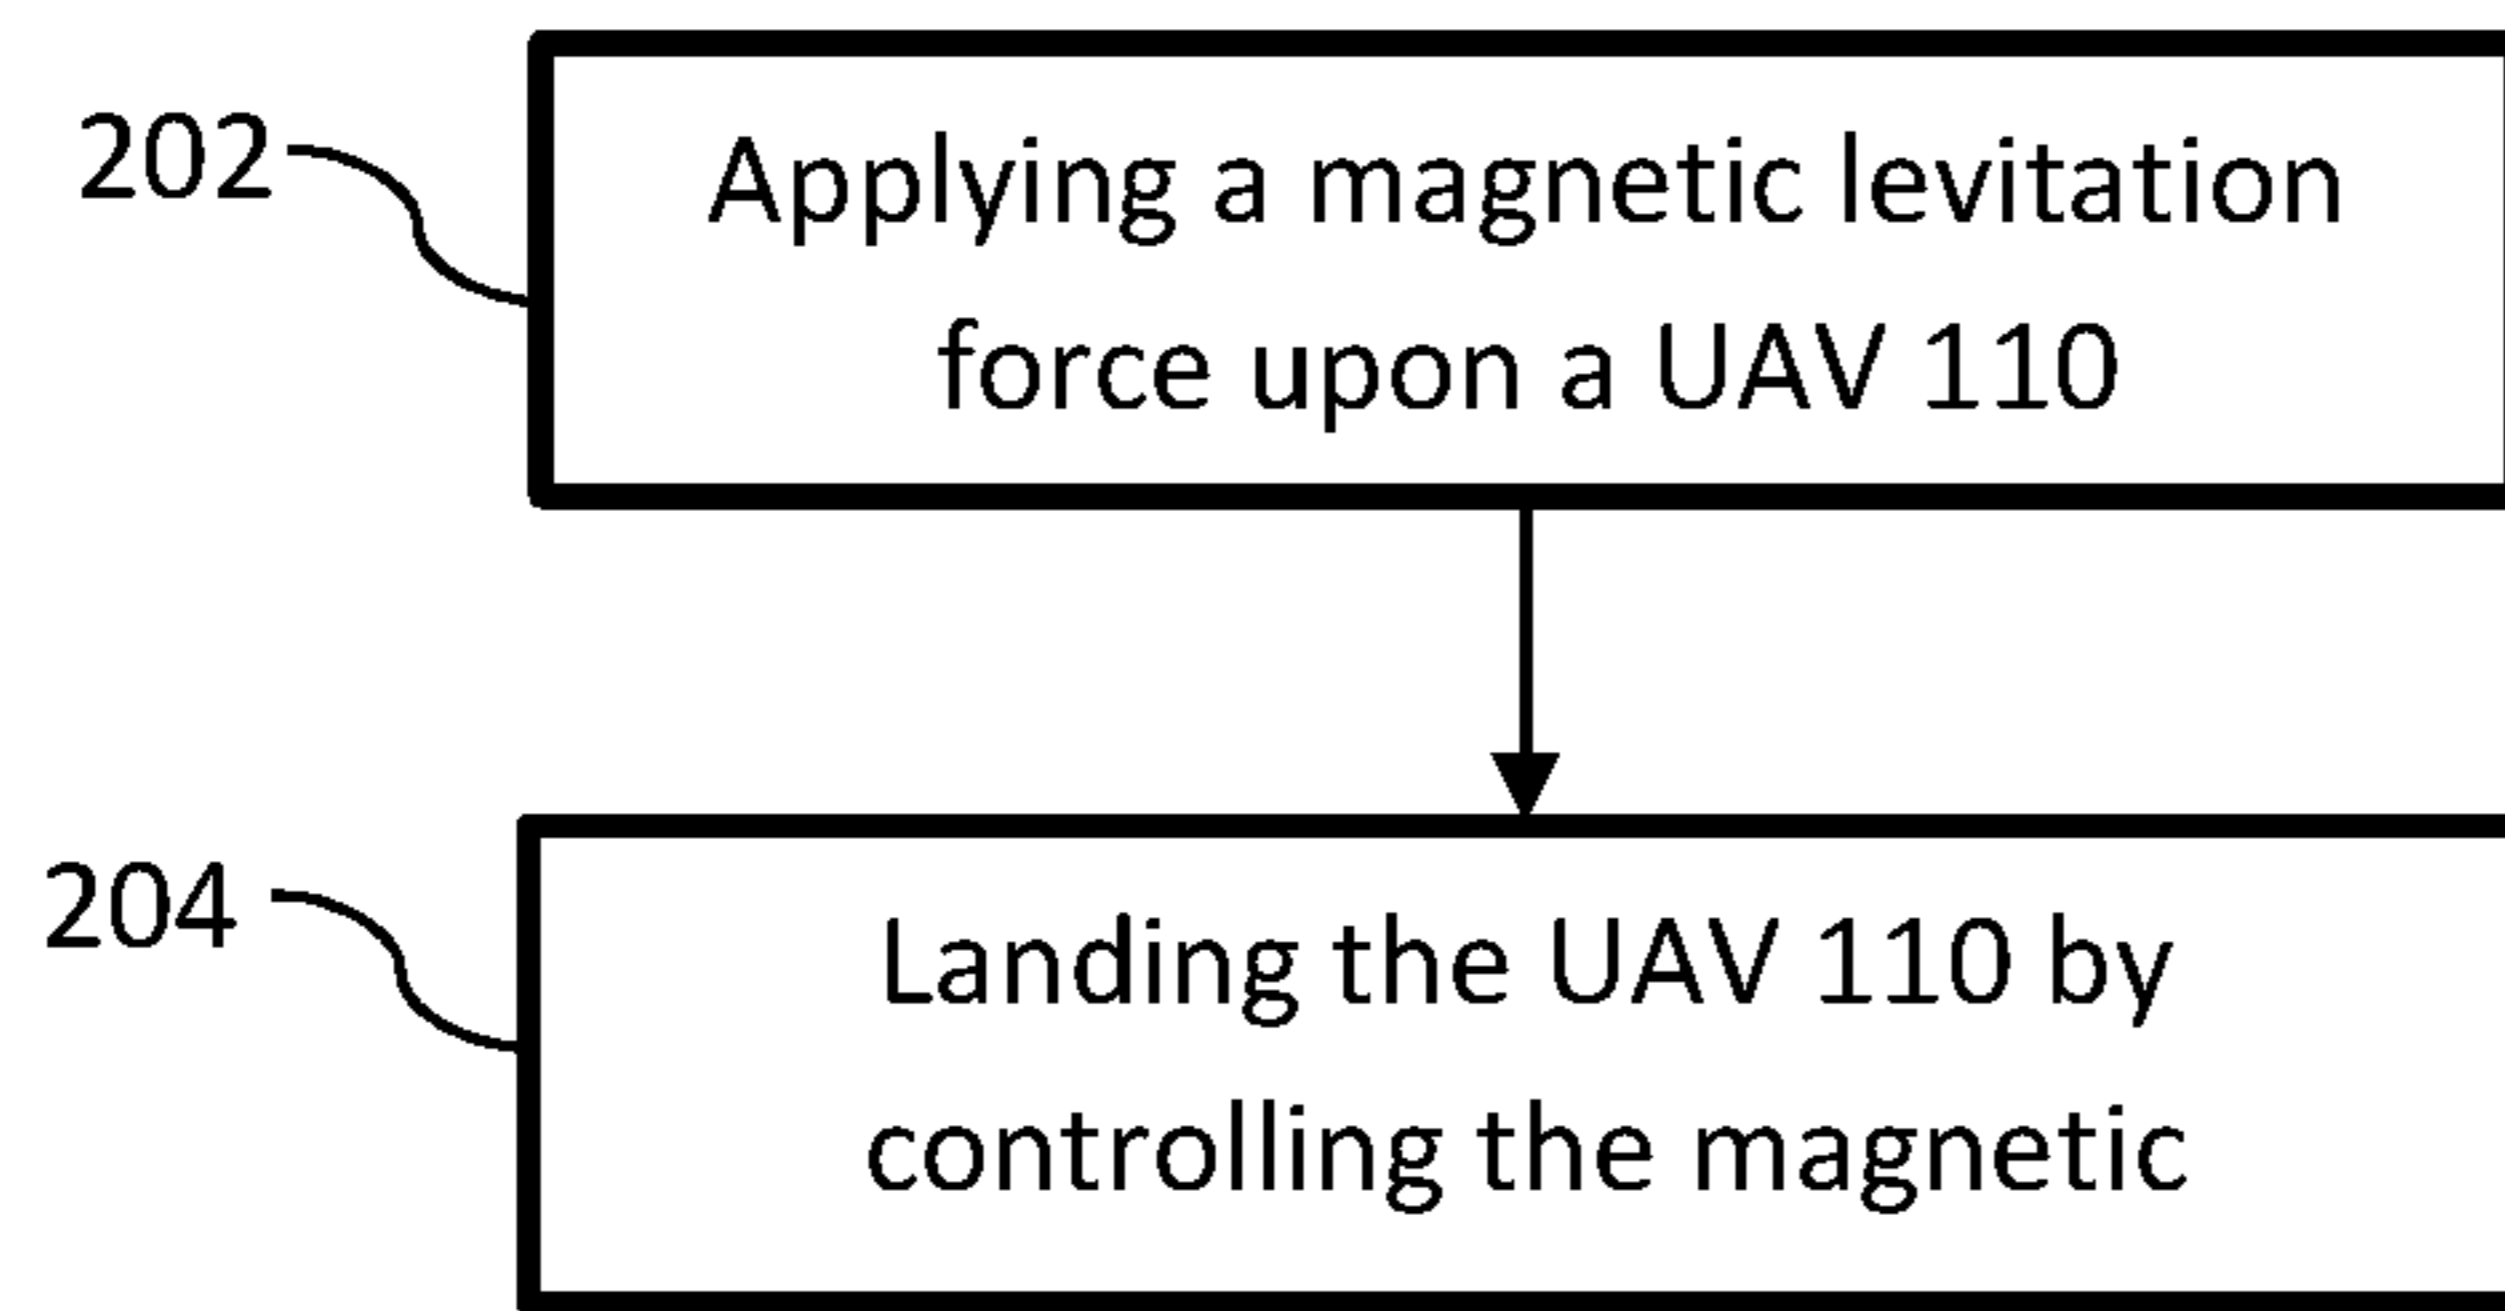 202
Applying a magnetic levitation
force upon a UAV 110
204
Landing the UAV 110 by
controlling the magnetic